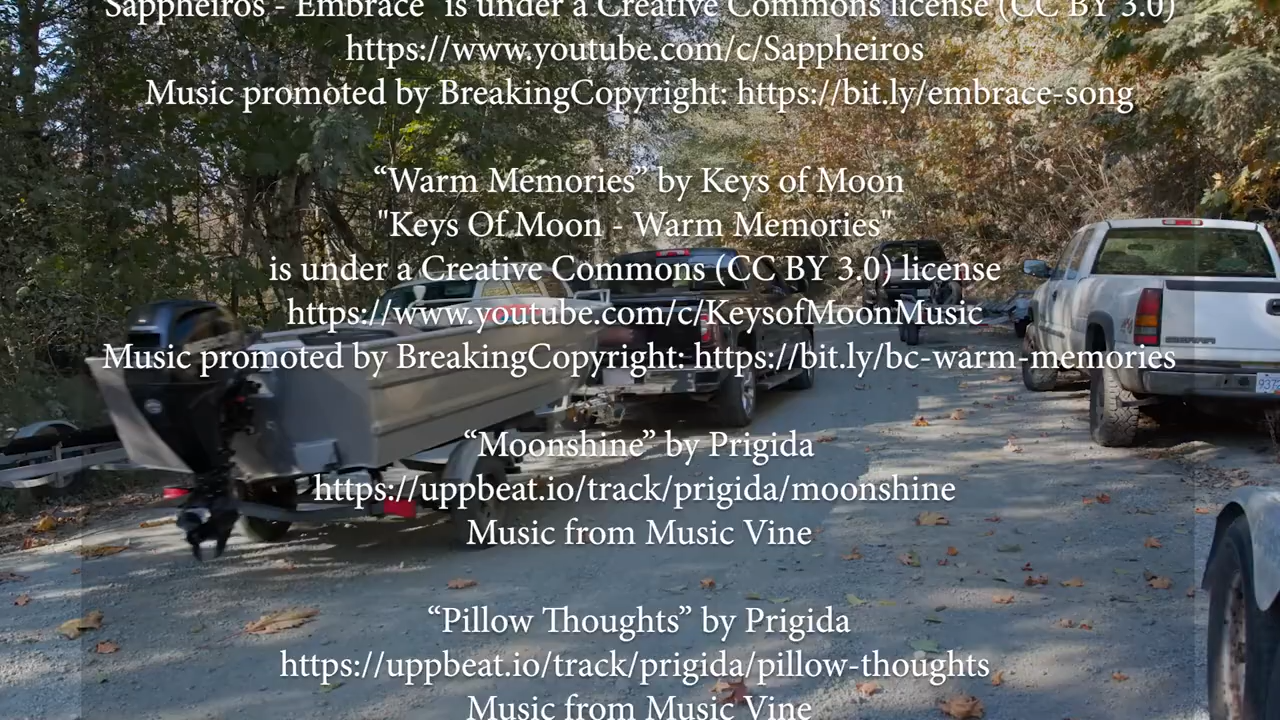 Sappheiros - Embrace" is under a Creative Commons license (CC BY 3.0)
https://www.youtube.com/c/Sappheiros
Music promoted by BreakingCopyright: https://bit.ly/embrace-song
“Warm Memories” by Keys of Moon
"Keys Of Moon - Warm Memories"
is under a Creative Commons (CC BY 3.0) license
https://www.youtube.com/c/KeysofMoonMusic
Music promoted by BreakingCopyright: https://bit.ly/bc-warm-memories
“Moonshine” by Prigida
https://uppbeat.io/track/prigida/moonshine
Music from Music Vine
“Pillow Thoughts” by Prigida
https://uppbeat.io/track/prigida/pillow-thoughts
Music from Music Vine